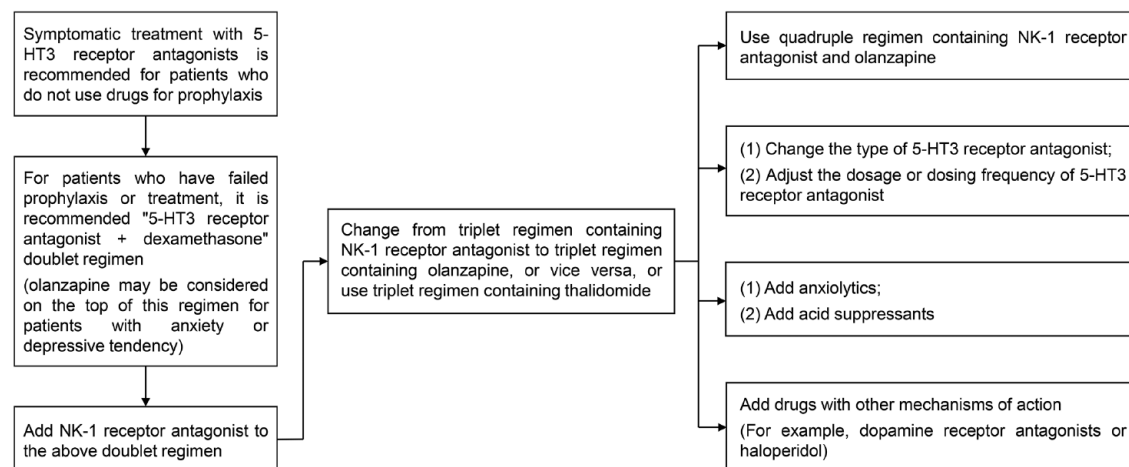 Symptomatic treatment with 5-
HT3 receptor antagonists is
recommended for patients who
do not use drugs for prophylaxis
For patients who have failed
prophylaxis or treatment, it is
recommended "5-HT3 receptor
antagonist + dexamethasone"
doublet regimen
(olanzapine may be considered
on the top of this regimen for
patients with anxiety or
depressive tendency)
Add NK-1 receptor antagonist to
the above doublet regimen
Change from triplet regimen containing
NK-1 receptor antagonist to triplet regimen
containing olanzapine, or vice versa, or
use triplet regimen containing thalidomide
Use quadruple regimen containing NK-1 receptor
antagonist and olanzapine
(1) Change the type of 5-HT3 receptor antagonist;
(2) Adjust the dosage or dosing frequency of 5-HT3
receptor antagonist
(1) Add anxiolytics;
(2) Add acid suppressants
Add drugs with other mechanisms of action
(For example, dopamine receptor antagonists or
haloperidol)